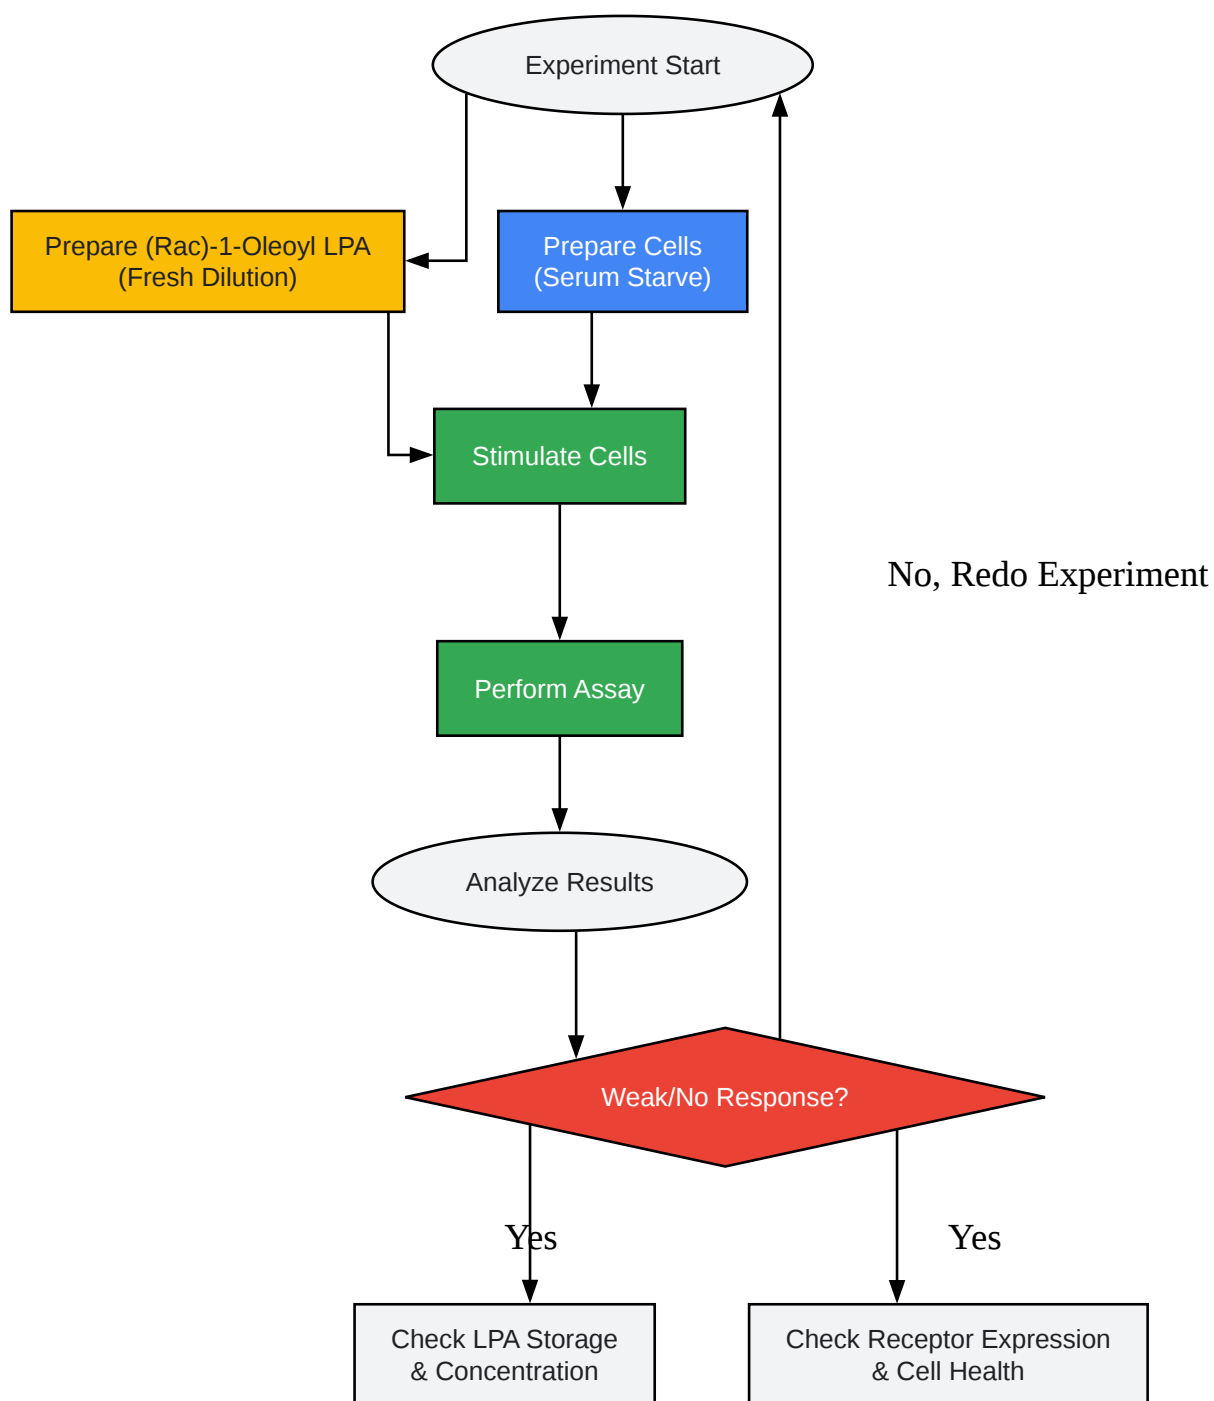 Experiment Start
Prepare (Rac)-1-Oleoyl LPA
(Fresh Dilution)
Prepare Cells
(Serum Starve)
Stimulate Cells
No, Redo Experiment
Perform Assay
Analyze Results
Weak/No Response?
Yes
Yes
Check LPA Storage
& Concentration
Check Receptor Expression
& Cell Health